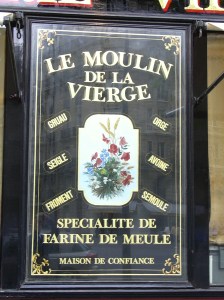 LE MOULIN
DE LA
VIERGE
GRUAU
ORGE
SEIGLE
AVOINE
FROMENT
SEMOULE
SPECIALITE DE
FARINE DE MEULE
MAISON DE CONFIANCE